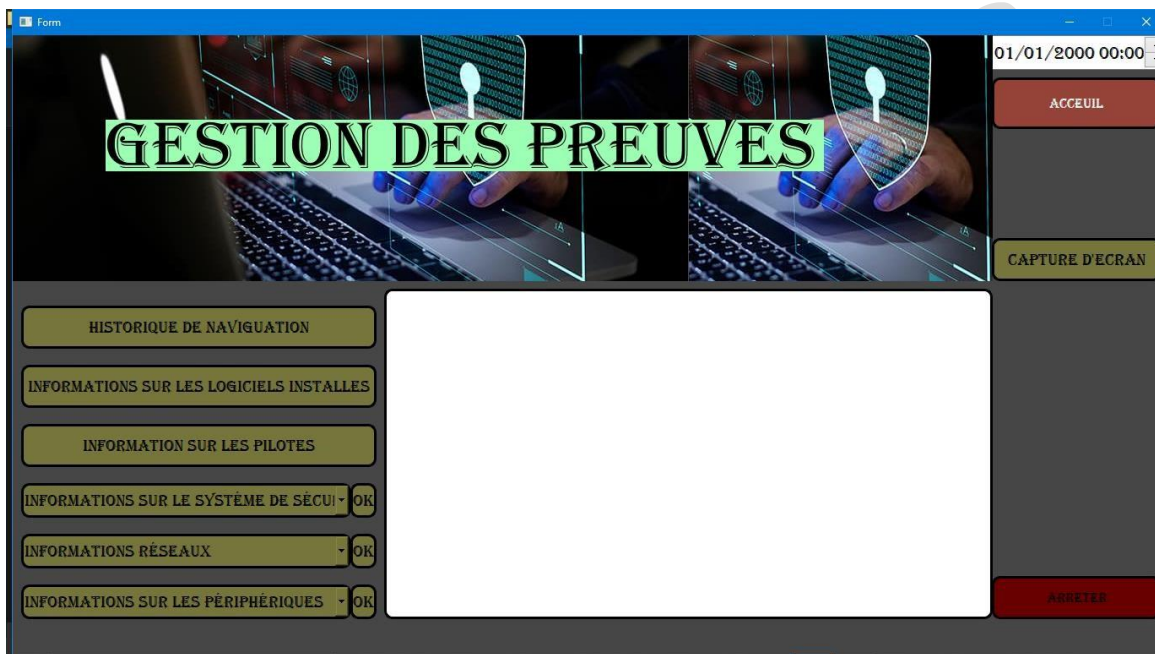 Form
01/01/2000 00:00
GESTION DES PREUVES
ACCEUIL
CAPTURE D'ECRAN
HISTORIQUE DE NAVIGUATION
INFORMATIONS SUR LES LOGICIELS INSTALLES
INFORMATION SUR LES PILOTES
INFORMATIONS SUR LE SYSTÈME DE SÉCU
OK
INFORMATIONS RÉSEAUX
OK
INFORMATIONS SUR LES PÉRIPHÉRIQUES
OK
ARRETER